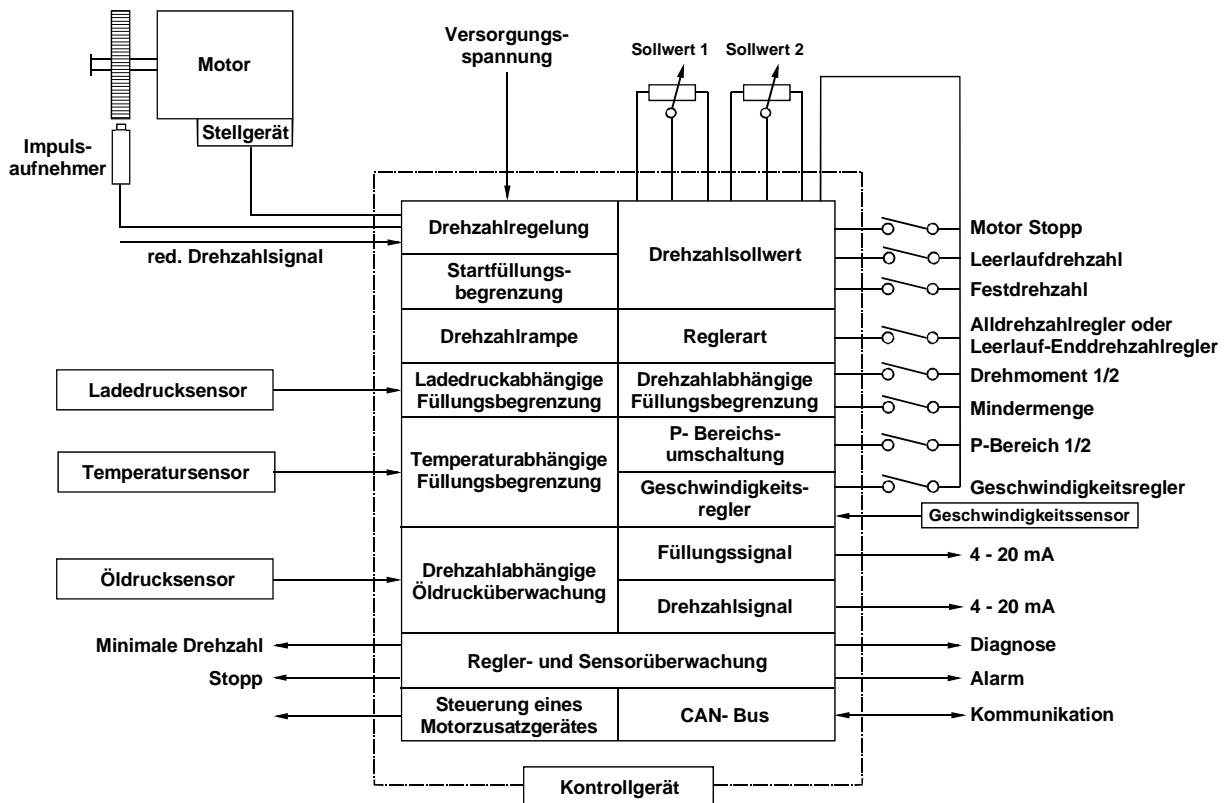 Versorgungs-
spannung
Sollwert 1
Sollwert 2
Motor
Stellgerät
Impuls-
aufnehmer
red. Drehzahlsignal
Drehzahlregelung
Startfüllungs-
begrenzung
Drehzahlsollwert
Motor Stopp
Leerlaufdrehzahl
Festdrehzahl
Drehzahlrampe
Reglerart
Alldrehzahlregler oder
Leerlauf-Enddrehzahlregler
Ladedrucksensor
Ladedruckabhängige
Füllungsbegrenzung
Drehzahlabhängige
Füllungsbegrenzung
Drehmoment 1/2
Mindermenge
Temperatursensor
Temperaturabhängige
Füllungsbegrenzung
P- Bereichs-
umschaltung
P-Bereich 1/2
Geschwindigkeits-
regler
Geschwindigkeitsregler
Geschwindigkeitssensor
Öldrucksensor
Drehzahlabhängige
Öldrucküberwachung
Füllungssignal
4 - 20 mA
Drehzahlsignal
4 - 20 mA
Minimale Drehzahl
Stopp
Regler- und Sensorüberwachung
Diagnose
Alarm
Steuerung eines
Motorzusatzgerätes
CAN- Bus
Kommunikation
Kontrollgerät